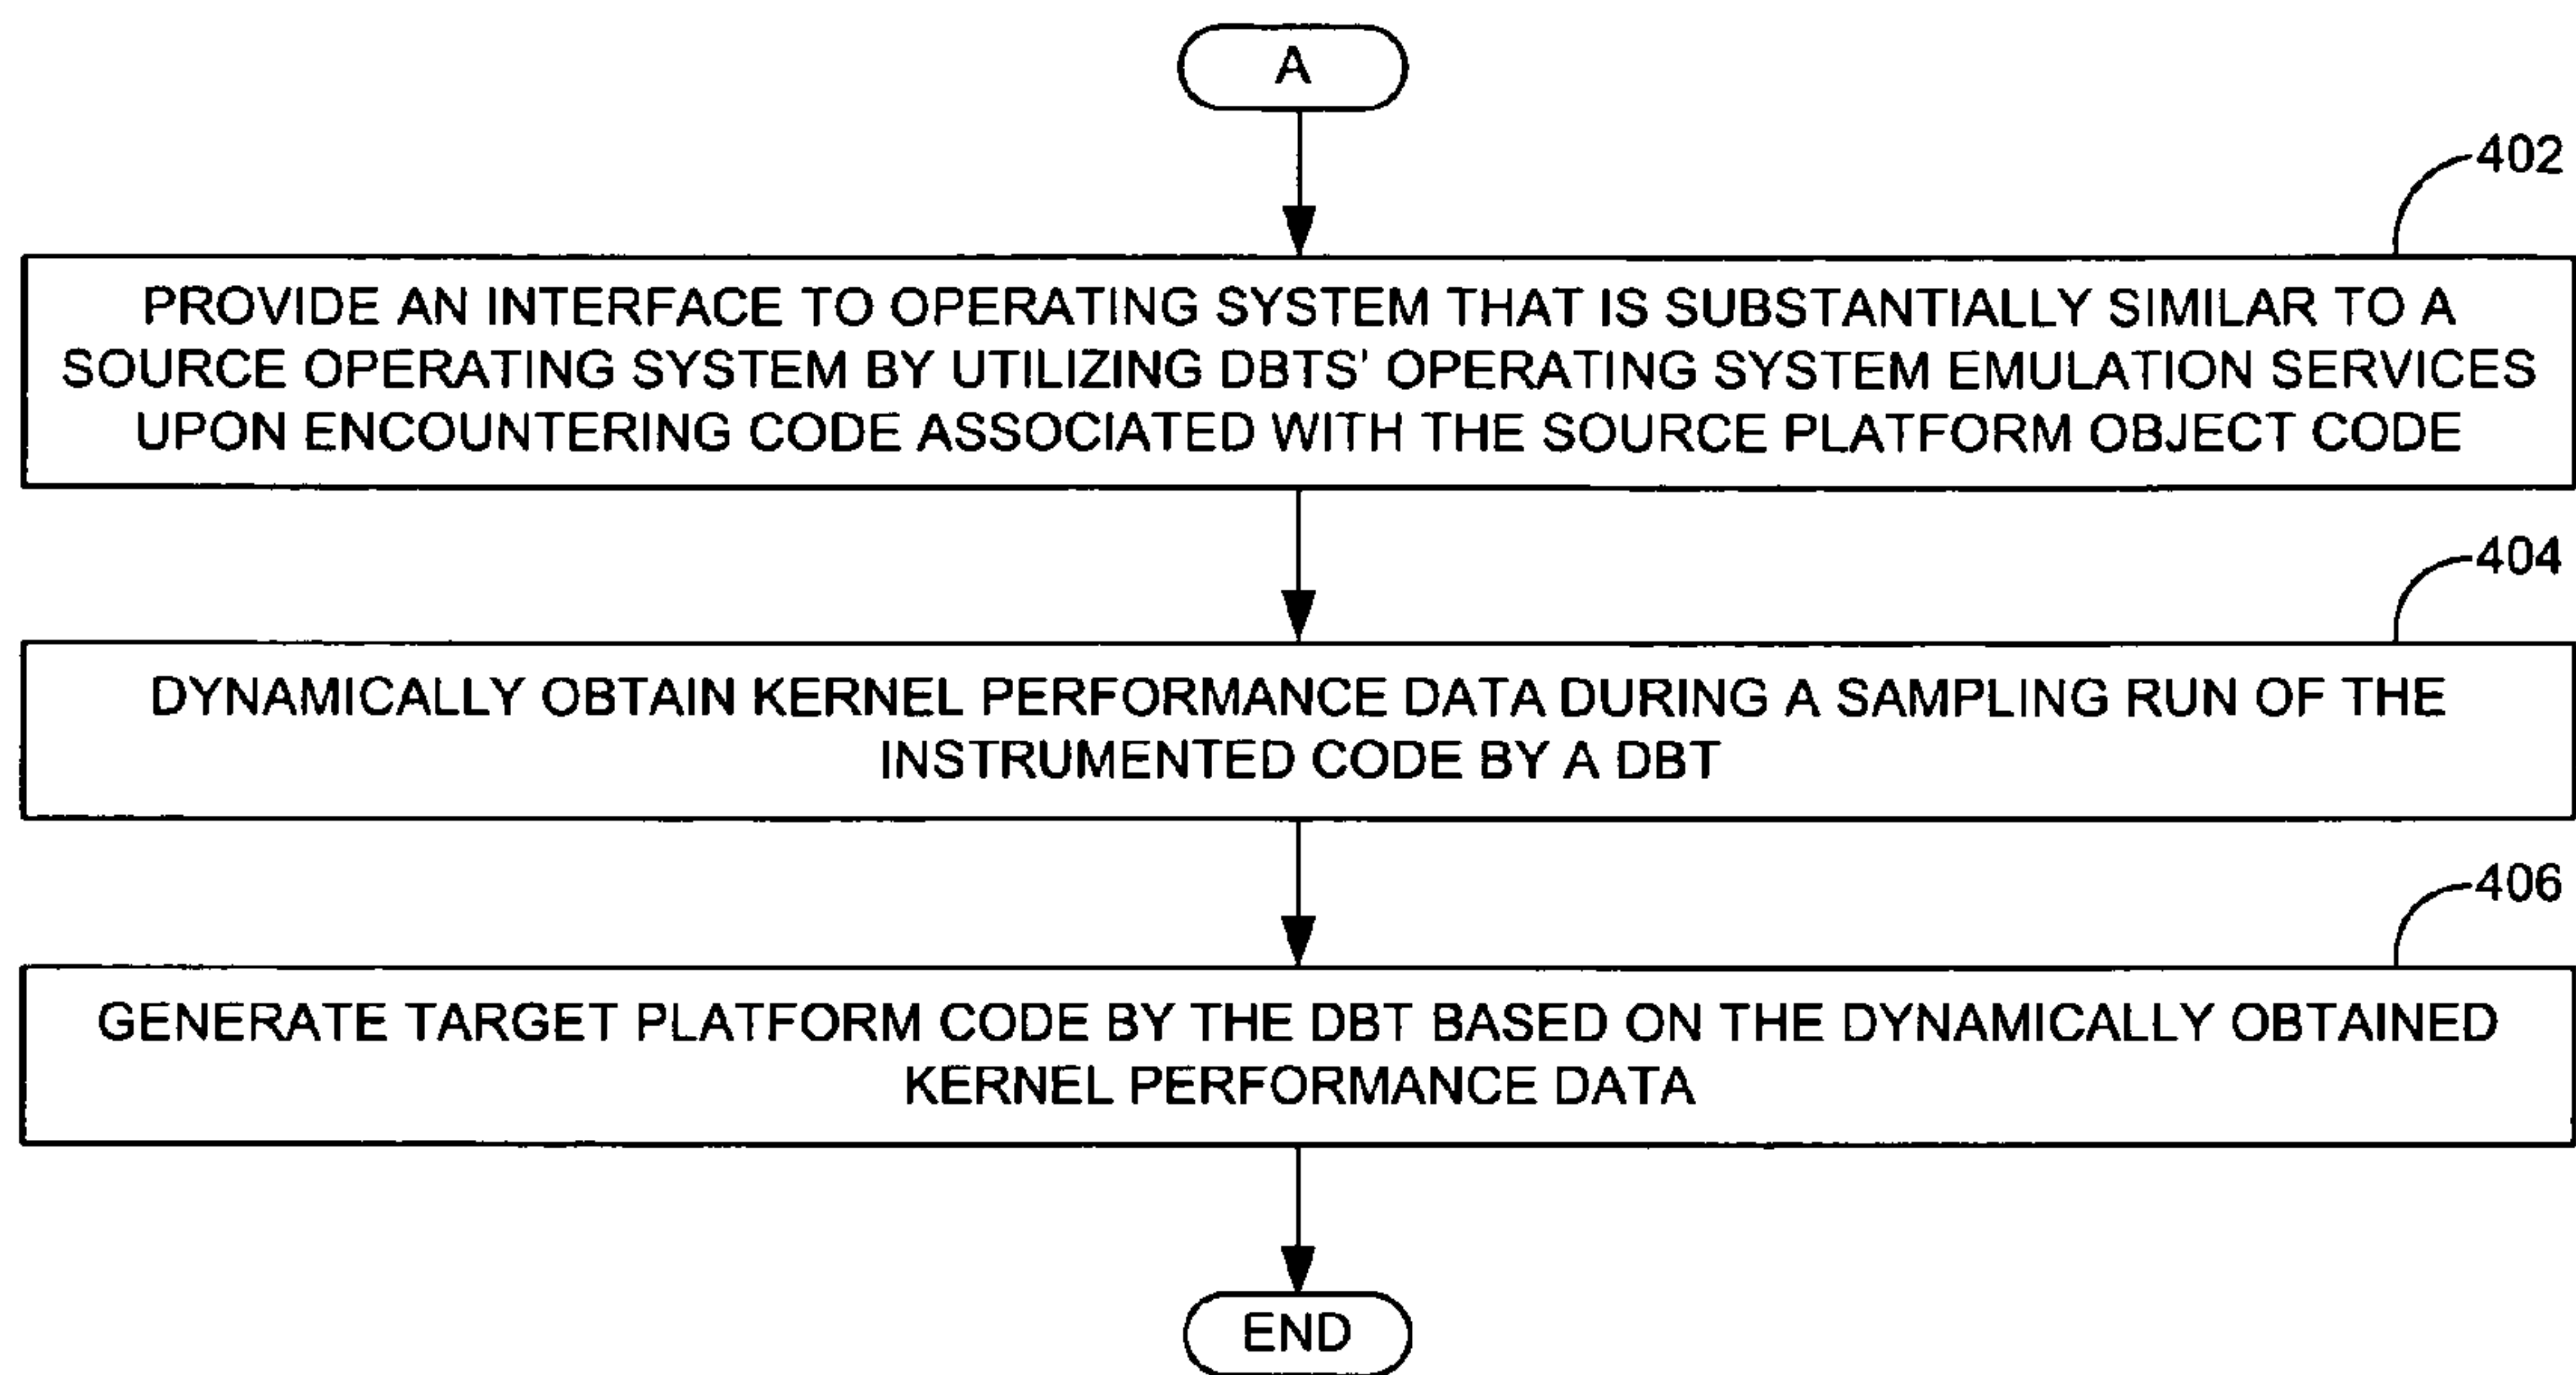 A
402
PROVIDE AN INTERFACE TO OPERATING SYSTEM THAT IS SUBSTANTIALLY SIMILAR TO A
SOURCE OPERATING SYSTEM BY UTILIZING DBTS' OPERATING SYSTEM EMULATION SERVICES
UPON ENCOUNTERING CODE ASSOCIATED WITH THE SOURCE PLATFORM OBJECT CODE
404
DYNAMICALLY OBTAIN KERNEL PERFORMANCE DATA DURING A SAMPLING RUN OF THE
INSTRUMENTED CODE BY A DBT
406
GENERATE TARGET PLATFORM CODE BY THE DBT BASED ON THE DYNAMICALLY OBTAINED
KERNEL PERFORMANCE DATA
END